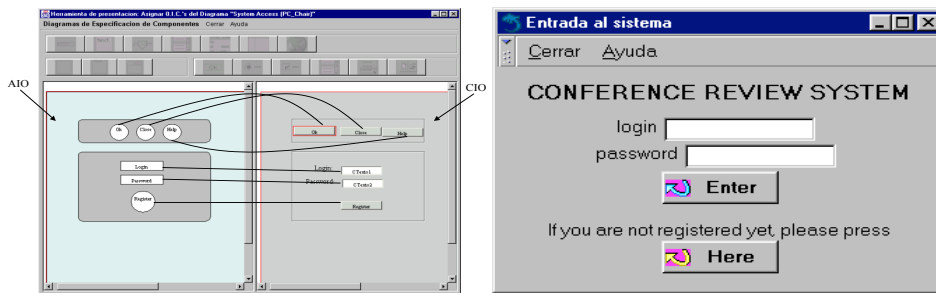 Herramienta de presentacion: Asignar O.I.C.'s del Diagrama "System Access (PC_Chair)"
Diagramas de Especificacion de Componentes Cerrar Ayuda
AIO
CIO
Ok Close Help
Login
Password
Register
Ok Close Help
Login CTexto1
Password CTexto2
Register
Entrada al sistema
Cerrar Ayuda
CONFERENCE REVIEW SYSTEM
login
password
Enter
If you are not registered yet, please press
Here